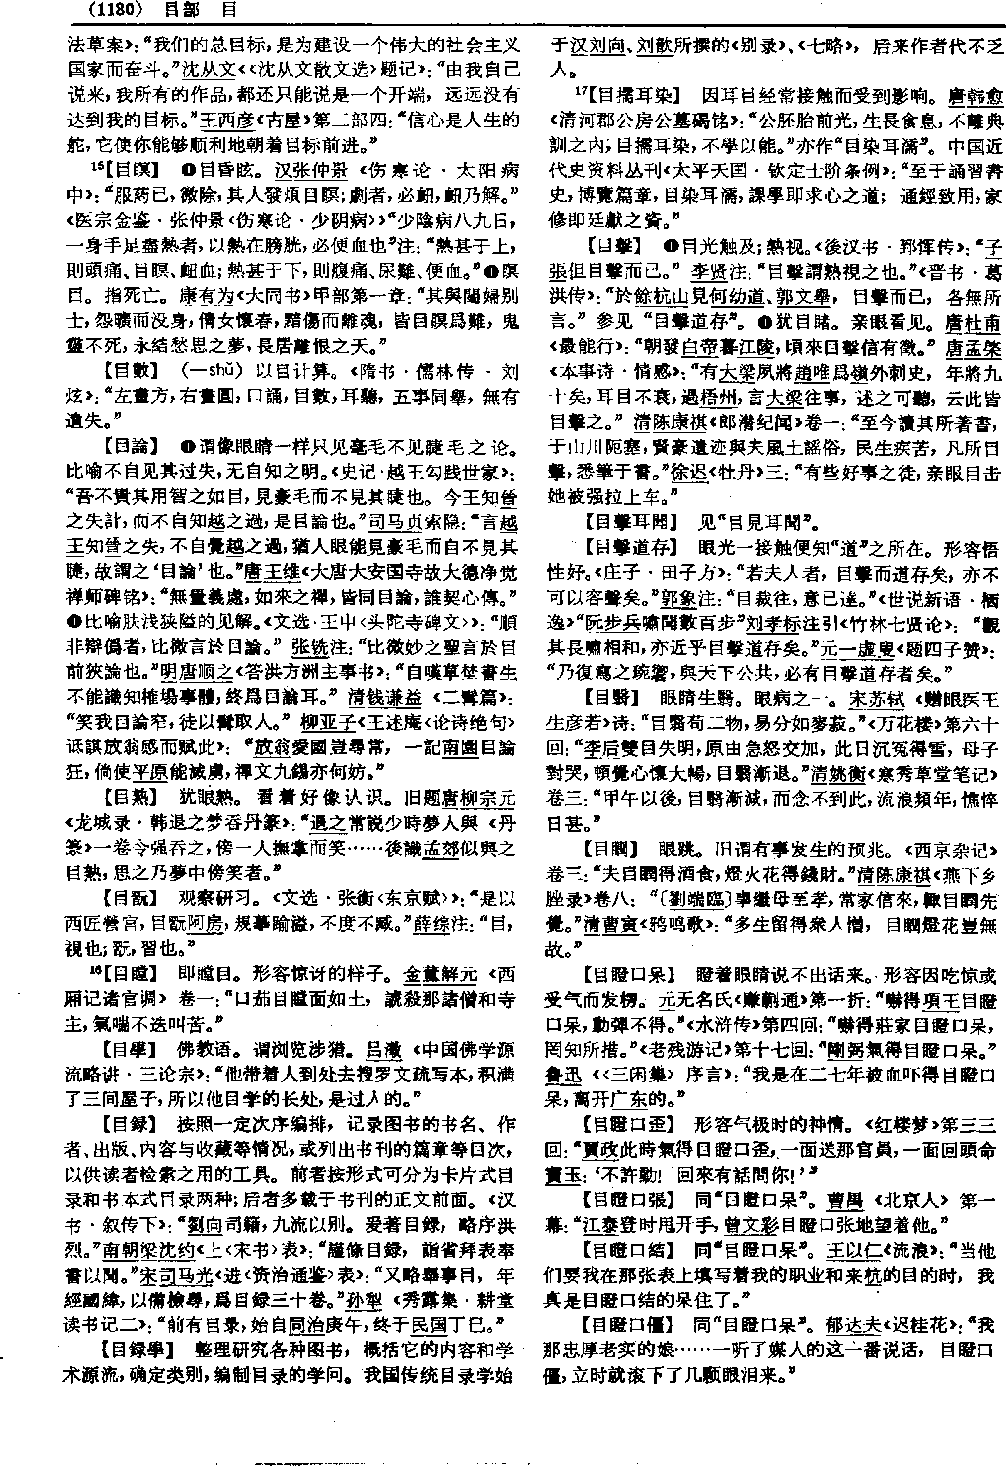 （1180） 目部 目
法草案》：“我们的总目标，是为建设一个伟大的社会主义
国家而奋斗。”沈从文《〈沈从文散文选〉题记》：“由我自己
说来，我所有的作品，都还只能说是一个开端，远远没有
达到我的目标。”王西彦《古屋》第二部四：“信心是人生的
舵，它使你能够顺利地朝着目标前进。”
15【目瞑】 ❶目昏眩。汉张仲景《伤寒论·太阳病
中》：“服药已，微除，其人發煩目瞑；劇者，必衄，衄乃解。”
《医宗金鉴·张仲景〈伤寒论·少阴病〉》“少陰病八九日，
一身手足盡熱者，以熱在膀胱，必便血也”注：“熱甚于上，
則頭痛、目瞑、衄血；熱甚于下，則腹痛、尿難、便血。”❷瞑
目。指死亡。康有为《大同书》甲部第一章：“其與閨婦别
士，怨曠而没身，倩女懷春，黯傷而離魂，皆目瞑爲難，鬼
靈不死，永結愁思之夢，長居離恨之天。”
【目數】 （—shǔ）以目计算。《隋书·儒林传·刘
炫》：“左畫方，右畫圓，口誦，目數，耳聽，五事同舉，無有
遺失。”
【目論】 ❶谓像眼睛一样只见毫毛不见睫毛之论。
比喻不自见其过失，无自知之明。《史记·越王勾践世家》：
“吾不貴其用智之如目，見豪毛而不見其睫也。今王知晉
之失計，而不自知越之過，是目論也。”司马贞索隐：“言越
王知晉之失，不自覺越之過，猶人眼能見豪毛而自不見其
睫，故謂之‘目論’也。”唐王维《大唐大安国寺故大德净觉
禅师碑铭》：“無量義處，如來之禪，皆同目論，誰契心傳。”
❷比喻肤浅狭隘的见解。《文选·王巾〈头陀寺碑文〉》：“順
非辯僞者，比微言於目論。”张铣注：“比微妙之聖言於目
前狹論也。”明唐顺之《答洪方洲主事书》：“自嘆草埜書生
不能識知榷場事體，終爲目論耳。”清钱谦益《二鬐篇》：
“笑我目論窄，徒以鬐取人。”柳亚子《王述庵〈论诗绝句〉
诋諆放翁感而赋此》：“放翁愛國豈尋常，一記南園目論
狂，倘使平原能滅虜，禪文九錫亦何妨。”
【目熟】 犹眼熟。看着好像认识。旧题唐柳宗元
《龙城录·韩退之梦吞丹篆》：“退之常説少時夢人與《丹
篆》一卷令强吞之，傍一人撫掌而笑……後識孟郊似與之
目熟，思之乃夢中傍笑者。”
【目翫】 观察研习。《文选·张衡〈东京赋〉》：“是以
西匠營宫，目翫阿房，規摹踰溢，不度不臧。”薛综注：“目，
視也；翫，習也。”
16【目瞠】 即瞠目。形容惊讶的样子。金董解元《西
厢记诸宫调》卷一：“口茄目瞠面如土，諕殺那諸僧和寺
主，氣喘不迭叫苦。”
【目學】 佛教语。谓浏览涉猎。吕澂《中国佛学源
流略讲·三论宗》：“他带着人到处去搜罗文疏写本，积满
了三间屋子，所以他目学的长处，是过人的。”
【目録】 按照一定次序编排，记录图书的书名、作
者、出版、内容与收藏等情况，或列出书刊的篇章等目次，
以供读者检索之用的工具。前者按形式可分为卡片式目
录和书本式目录两种；后者多载于书刊的正文前面。《汉
书·叙传下》：“劉向司籍，九流以别。爰著目録，略序洪
烈。”南朝梁沈约《上〈宋书〉表》：“謹條目録，詣省拜表奉
書以聞。”宋司马光《进〈资治通鉴〉表》：“又略舉事目，年
經國緯，以備檢尋，爲目録三十卷。”孙犁《秀露集·耕堂
读书记二》：“前有目录，始自同治庚午，终于民国丁巳。”
【目録學】 整理研究各种图书，概括它的内容和学
术源流，确定类别，编制目录的学问。我国传统目录学始
于汉刘向、刘歆所撰的《别录》、《七略》，后来作者代不乏
人。
17【目擩耳染】 因耳目经常接触而受到影响。唐韩愈
《清河郡公房公墓碣铭》：“公胚胎前光，生長食息，不離典
訓之内，目擩耳染，不學以能。”亦作“目染耳濡”。中国近
代史资料丛刊《太平天国·钦定士阶条例》：“至于誦習書
史，博覽篇章，目染耳濡，課學即求心之道；通經致用，家
修即廷獻之資。”
【目擊】 ❶目光触及；熟视。《後汉书·郅恽传》：“子
張但目擊而已。”李贤注：“目擊謂熟視之也。”《晋书·葛
洪传》：“於餘杭山見何幼道、郭文舉，目擊而已，各無所
言。”参见“目擊道存”。❷犹目睹。亲眼看见。唐杜甫
《最能行》：“朝發白帝暮江陵，頃來目擊信有徵。”唐孟棨
《本事诗·情感》：“有大梁夙將趙唯爲嶺外刺史，年將九
十矣，耳目不衰，過梧州，言大梁往事，述之可聽，云此皆
目擊之。”清陈康祺《郎潜纪闻》卷一：“至今讀其所著書，
于山川阨塞，賢豪遺迹與夫風土謡俗，民生疾苦，凡所目
擊，悉筆于書。”徐迟《牡丹》三：“有些好事之徒，亲眼目击
她被强拉上车。”
【目擊耳聞】 见“目見耳聞”。
【目擊道存】 眼光一接触便知“道”之所在。形容悟
性好。《庄子·田子方》：“若夫人者，目擊而道存矣，亦不
可以容聲矣。”郭象注：“目裁往，意已達。”《世说新语·栖
逸》“阮步兵嘯聞數百步”刘孝标注引《竹林七贤论》：“觀
其長嘯相和，亦近乎目擊道存矣。”元一虚叟《题四子赞》：
“乃復寫之琬琰，與天下公共，必有目擊道存者矣。”
【目翳】 眼睛生翳。眼病之一。宋苏轼《赠眼医王
生彦若》诗：“目翳苟二物，易分如麥菽。”《万花楼》第六十
回：“李后雙目失明，原由急怒交加，此日沉冤得雪，母子
對哭，頓覺心懷大暢，目翳漸退。”清姚衡《寒秀草堂笔记》
卷三：“甲午以後，目翳漸減，而念不到此，流浪頻年，憔悴
日甚。”
【目瞤】 眼跳。旧谓有事发生的预兆。《西京杂记》
卷三：“夫目瞤得酒食，燈火花得錢財。”清陈康祺《燕下乡
脞录》卷八：“〔劉端臨〕事繼母至孝，常家信來，輒目瞤先
覺。”清曹寅《鸦鸣歌》：“多生留得衆人憎，目瞤燈花豈無
故。”
【目瞪口呆】 瞪着眼睛说不出话来。形容因吃惊或
受气而发楞。元无名氏《赚蒯通》第一折：“嚇得項王目瞪
口呆，動彈不得。”《水浒传》第四回：“嚇得莊家目瞪口呆，
罔知所措。”《老残游记》第十七回：“剛弼氣得目瞪口呆。”
鲁迅《〈三闲集〉序言》：“我是在二七年被血吓得目瞪口
呆，离开广东的。”
【目瞪口歪】 形容气极时的神情。《红楼梦》第三三
回：“賈政此時氣得目瞪口歪，一面送那官員，一面回頭命
寶玉：‘不許動！回來有話問你！’”
【目瞪口張】 同“目瞪口呆”。曹禺《北京人》第一
幕：“江泰登时甩开手，曾文彩目瞪口张地望着他。”
【目瞪口結】 同“目瞪口呆”。王以仁《流浪》：“当他
们要我在那张表上填写着我的职业和来杭的目的时，我
真是目瞪口结的呆住了。”
【目瞪口僵】 同“目瞪口呆”。郁达夫《迟桂花》：“我
那忠厚老实的娘……一听了媒人的这一番说话，目瞪口
僵，立时就滚下了几颗眼泪来。”